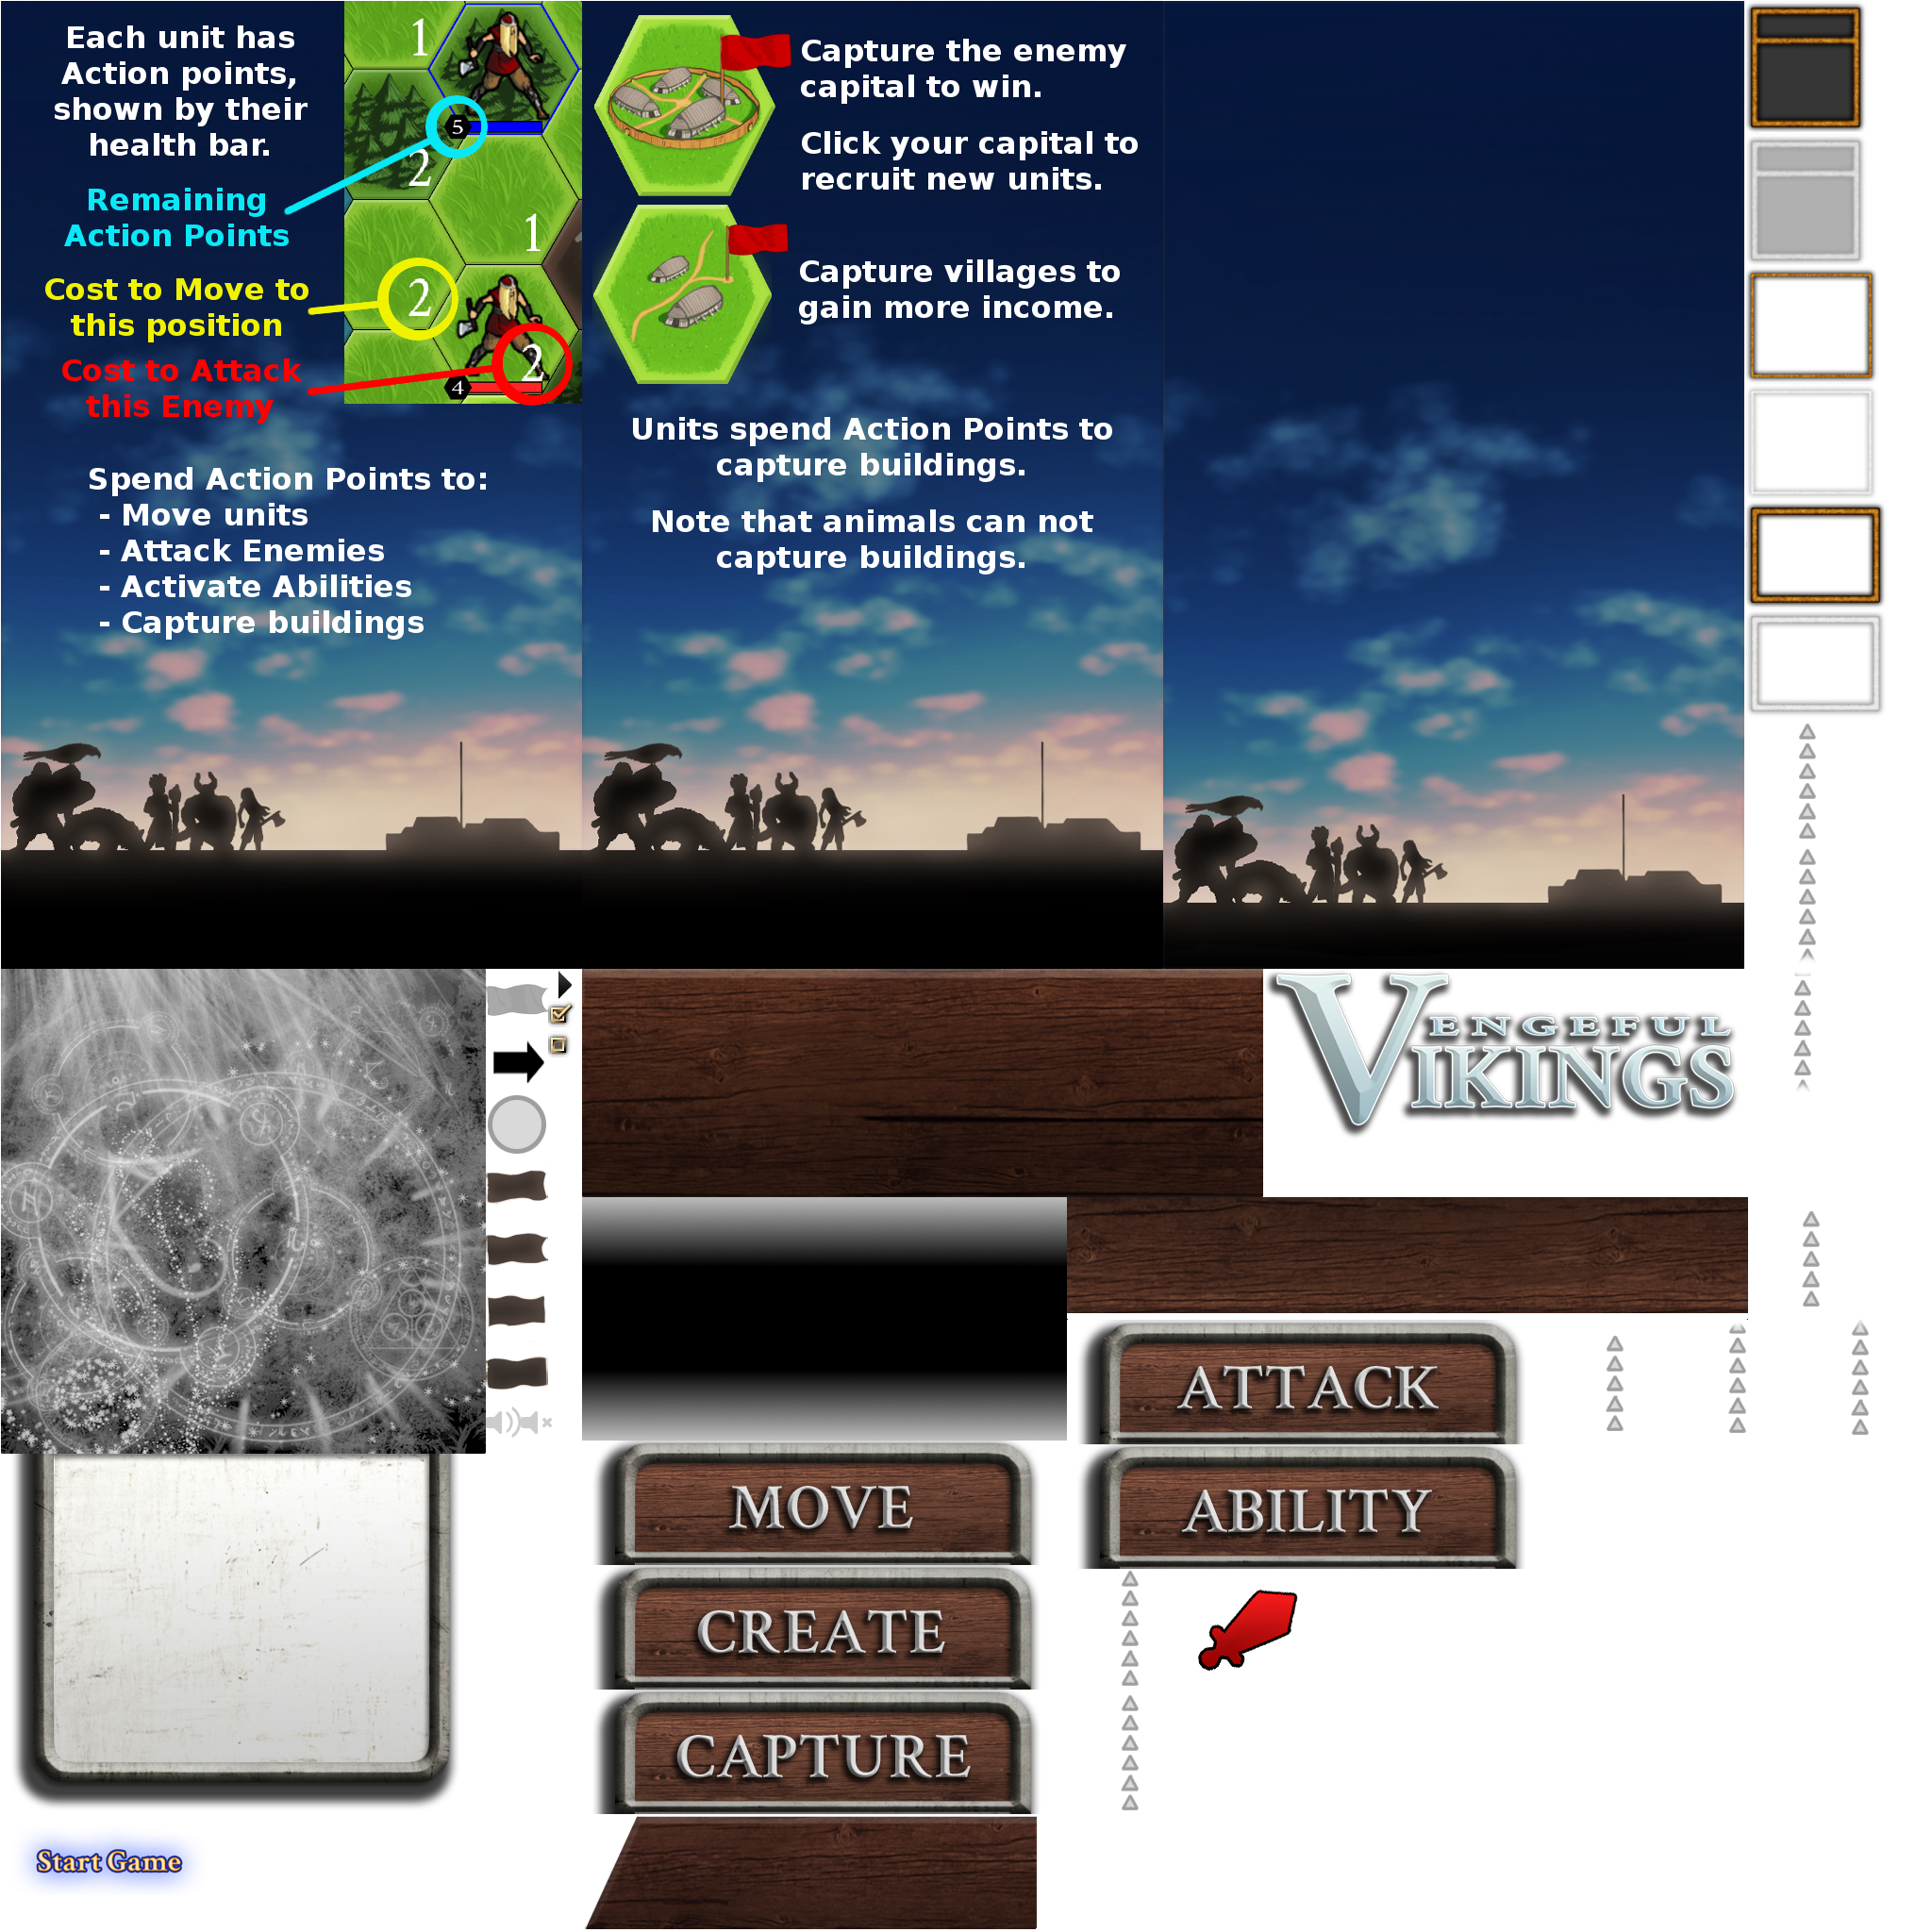 Each unit has
Action points,
shown by their
health bar.
Remaining
Action Points
Cost to Move to
this position
Cost to Attack
this Enemy
1
5
2
1
2
2
4
Spend Action Points to:
- Move units
- Attack Enemies
- Activate Abilities
- Capture buildings
Capture the enemy
capital to win.
Click your capital to
recruit new units.
Capture villages to
gain more income.
Units spend Action Points to
capture buildings.
Note that animals can not
capture buildings.
VENGEFUL
VIKINGS
ATTACK
MOVE
ABILITY
CREATE
CAPTURE
Start Game